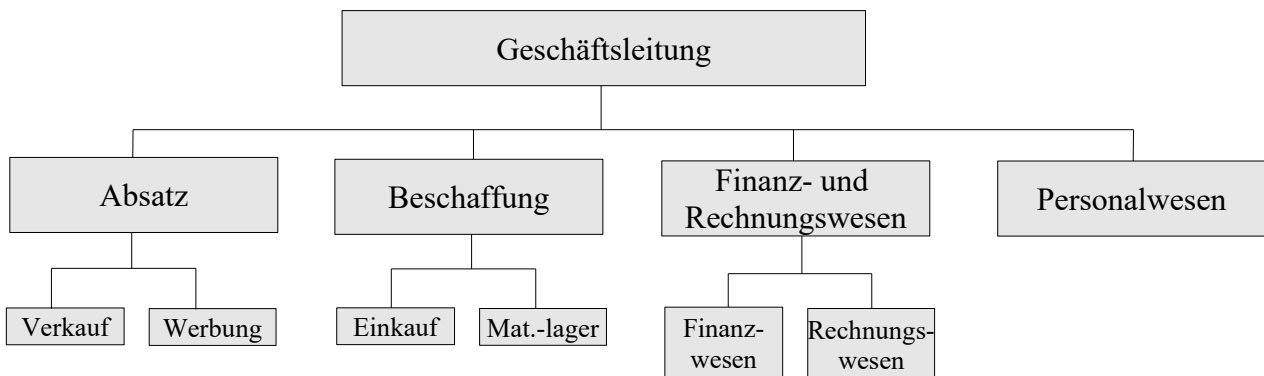 Geschäftsleitung
Absatz
Beschaffung
Finanz- und
Rechnungswesen
Personalwesen
Verkauf
Werbung
Einkauf
Mat.-lager
Finanz-
wesen
Rechnungs-
wesen